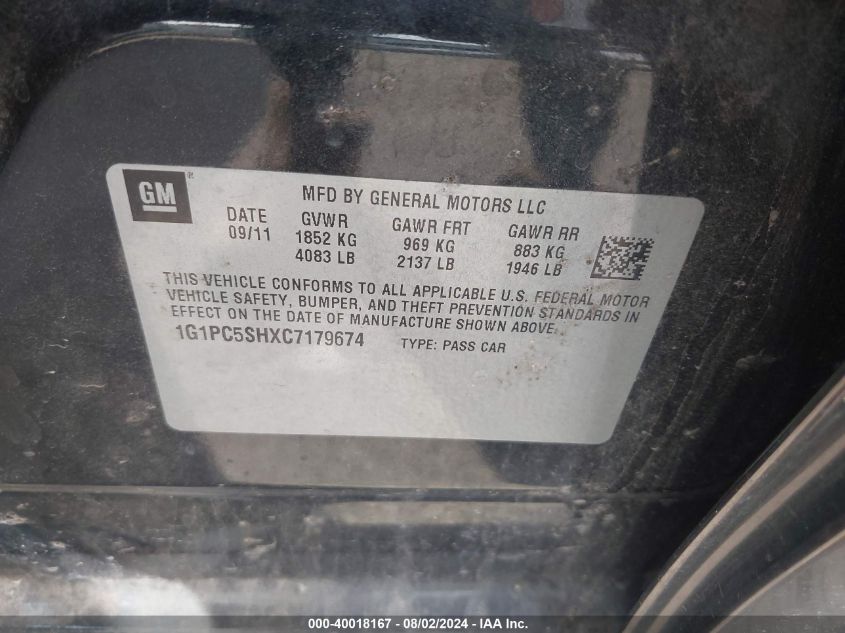 GM®
MFD BY GENERAL MOTORS LLC
DATE GVWR GAWR FRT GAWR RR
09/11 1852 KG 969 KG 883 KG
4083 LB 2137 LB 1946 LB
THIS VEHICLE CONFORMS TO ALL APPLICABLE U.S. FEDERAL MOTOR
VEHICLE SAFETY, BUMPER, AND THEFT PREVENTION STANDARDS IN
EFFECT ON THE DATE OF MANUFACTURE SHOWN ABOVE.
1G1PC5SHXC7179674 TYPE: PASS CAR
000-40018167 - 08/02/2024 - IAA Inc.